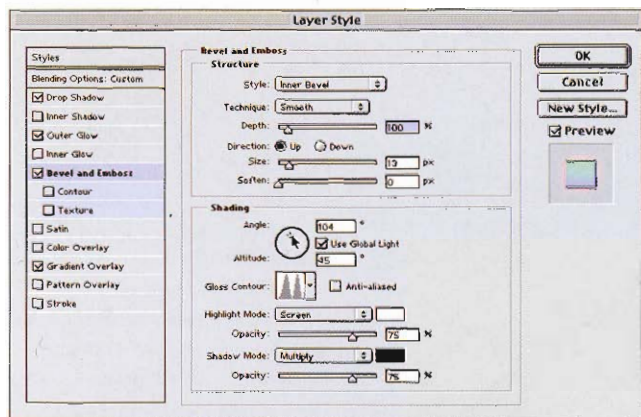 Layer Style
Styles
Blending Options: Custom
Drop Shadow
Inner Shadow
Outer Glow
Inner Glow
Bevel and Emboss
Contour
Texture
Satin
Color Overlay
Gradient Overlay
Pattern Overlay
Stroke
Bevel and Emboss
Structure
Style: Inner Bevel
Technique: Smooth
Depth: 100 %
Direction: Up Down
Size: 13 px
Soften: 0 px
Shading
Angle: 104 °
Use Global Light
Altitude: 45 °
Gloss Contour: Anti-aliased
Highlight Mode: Screen
Opacity: 75 %
Shadow Mode: Multiply
Opacity: 75 %
OK
Cancel
New Style...
Preview